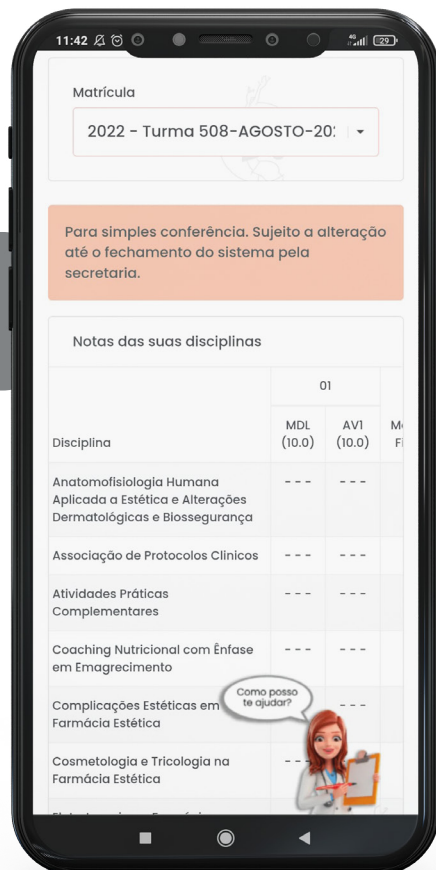 11:42
4G
29
Matrícula
2022 - Turma 508-AGOSTO-20
Para simples conferência. Sujeito a alteração
até o fechamento do sistema pela
secretaria.
Notas das suas disciplinas
01
Disciplina
MDL
(10.0)
AV1
(10.0)
Anatomofisiologia Humana
Aplicada a Estética e Alterações
Dermatológicas e Biossegurança
--- ---
Associação de Protocolos Clinicos
--- ---
Atividades Práticas
Complementares
--- ---
Coaching Nutricional com Ênfase
em Emagrecimento
--- ---
Complicações Estéticas em
Farmácia Estética
---
Cosmetologia e Tricologia na
Farmácia Estética
Como posso
te ajudar?